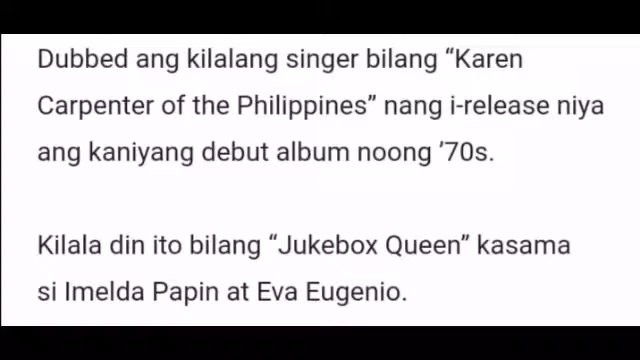 Dubbed ang kilalang singer bilang “Karen
Carpenter of the Philippines” nang i-release niya
ang kaniyang debut album noong ’70s.
Kilala din ito bilang “Jukebox Queen” kasama
si Imelda Papin at Eva Eugenio.